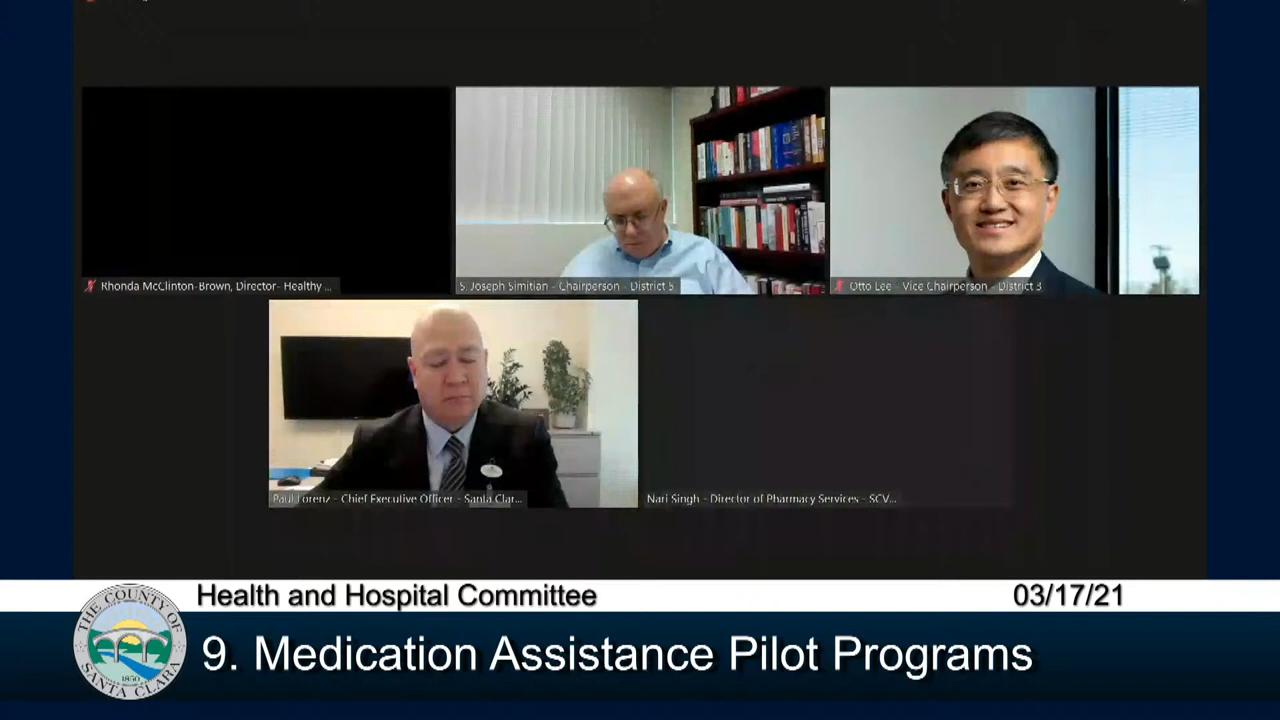 Rhonda McClinton-Brown, Director- Healthy ...
S. Joseph Simitian - Chairperson - District 5
Otto Lee - Vice Chairperson - District 3
Paul Lorenz - Chief Executive Officer - Santa Clar...
Nari Singh - Director of Pharmacy Services - SCV...
Health and Hospital Committee
03/17/21
9. Medication Assistance Pilot Programs
THE COUNTY OF SANTA CLARA
1850